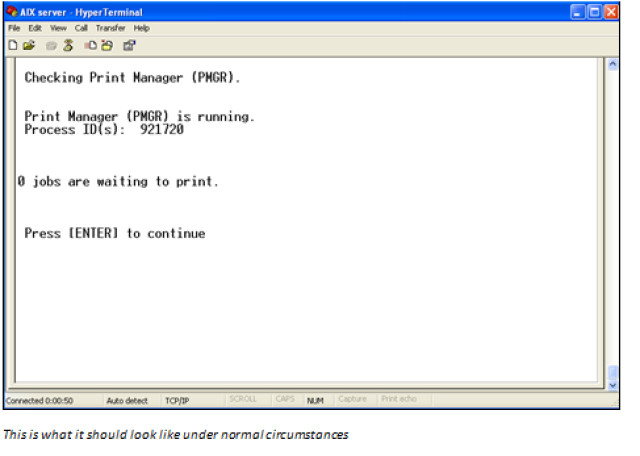 AIX server - HyperTerminal
File Edit View Call Transfer Help
Checking Print Manager (PMGR).
Print Manager (PMGR) is running.
Process ID(s): 921720
0 jobs are waiting to print.
Press [ENTER] to continue
Connected 0:00:50 Auto detect TCP/IP SCROLL CAPS NUM Capture Print echo
This is what it should look like under normal circumstances